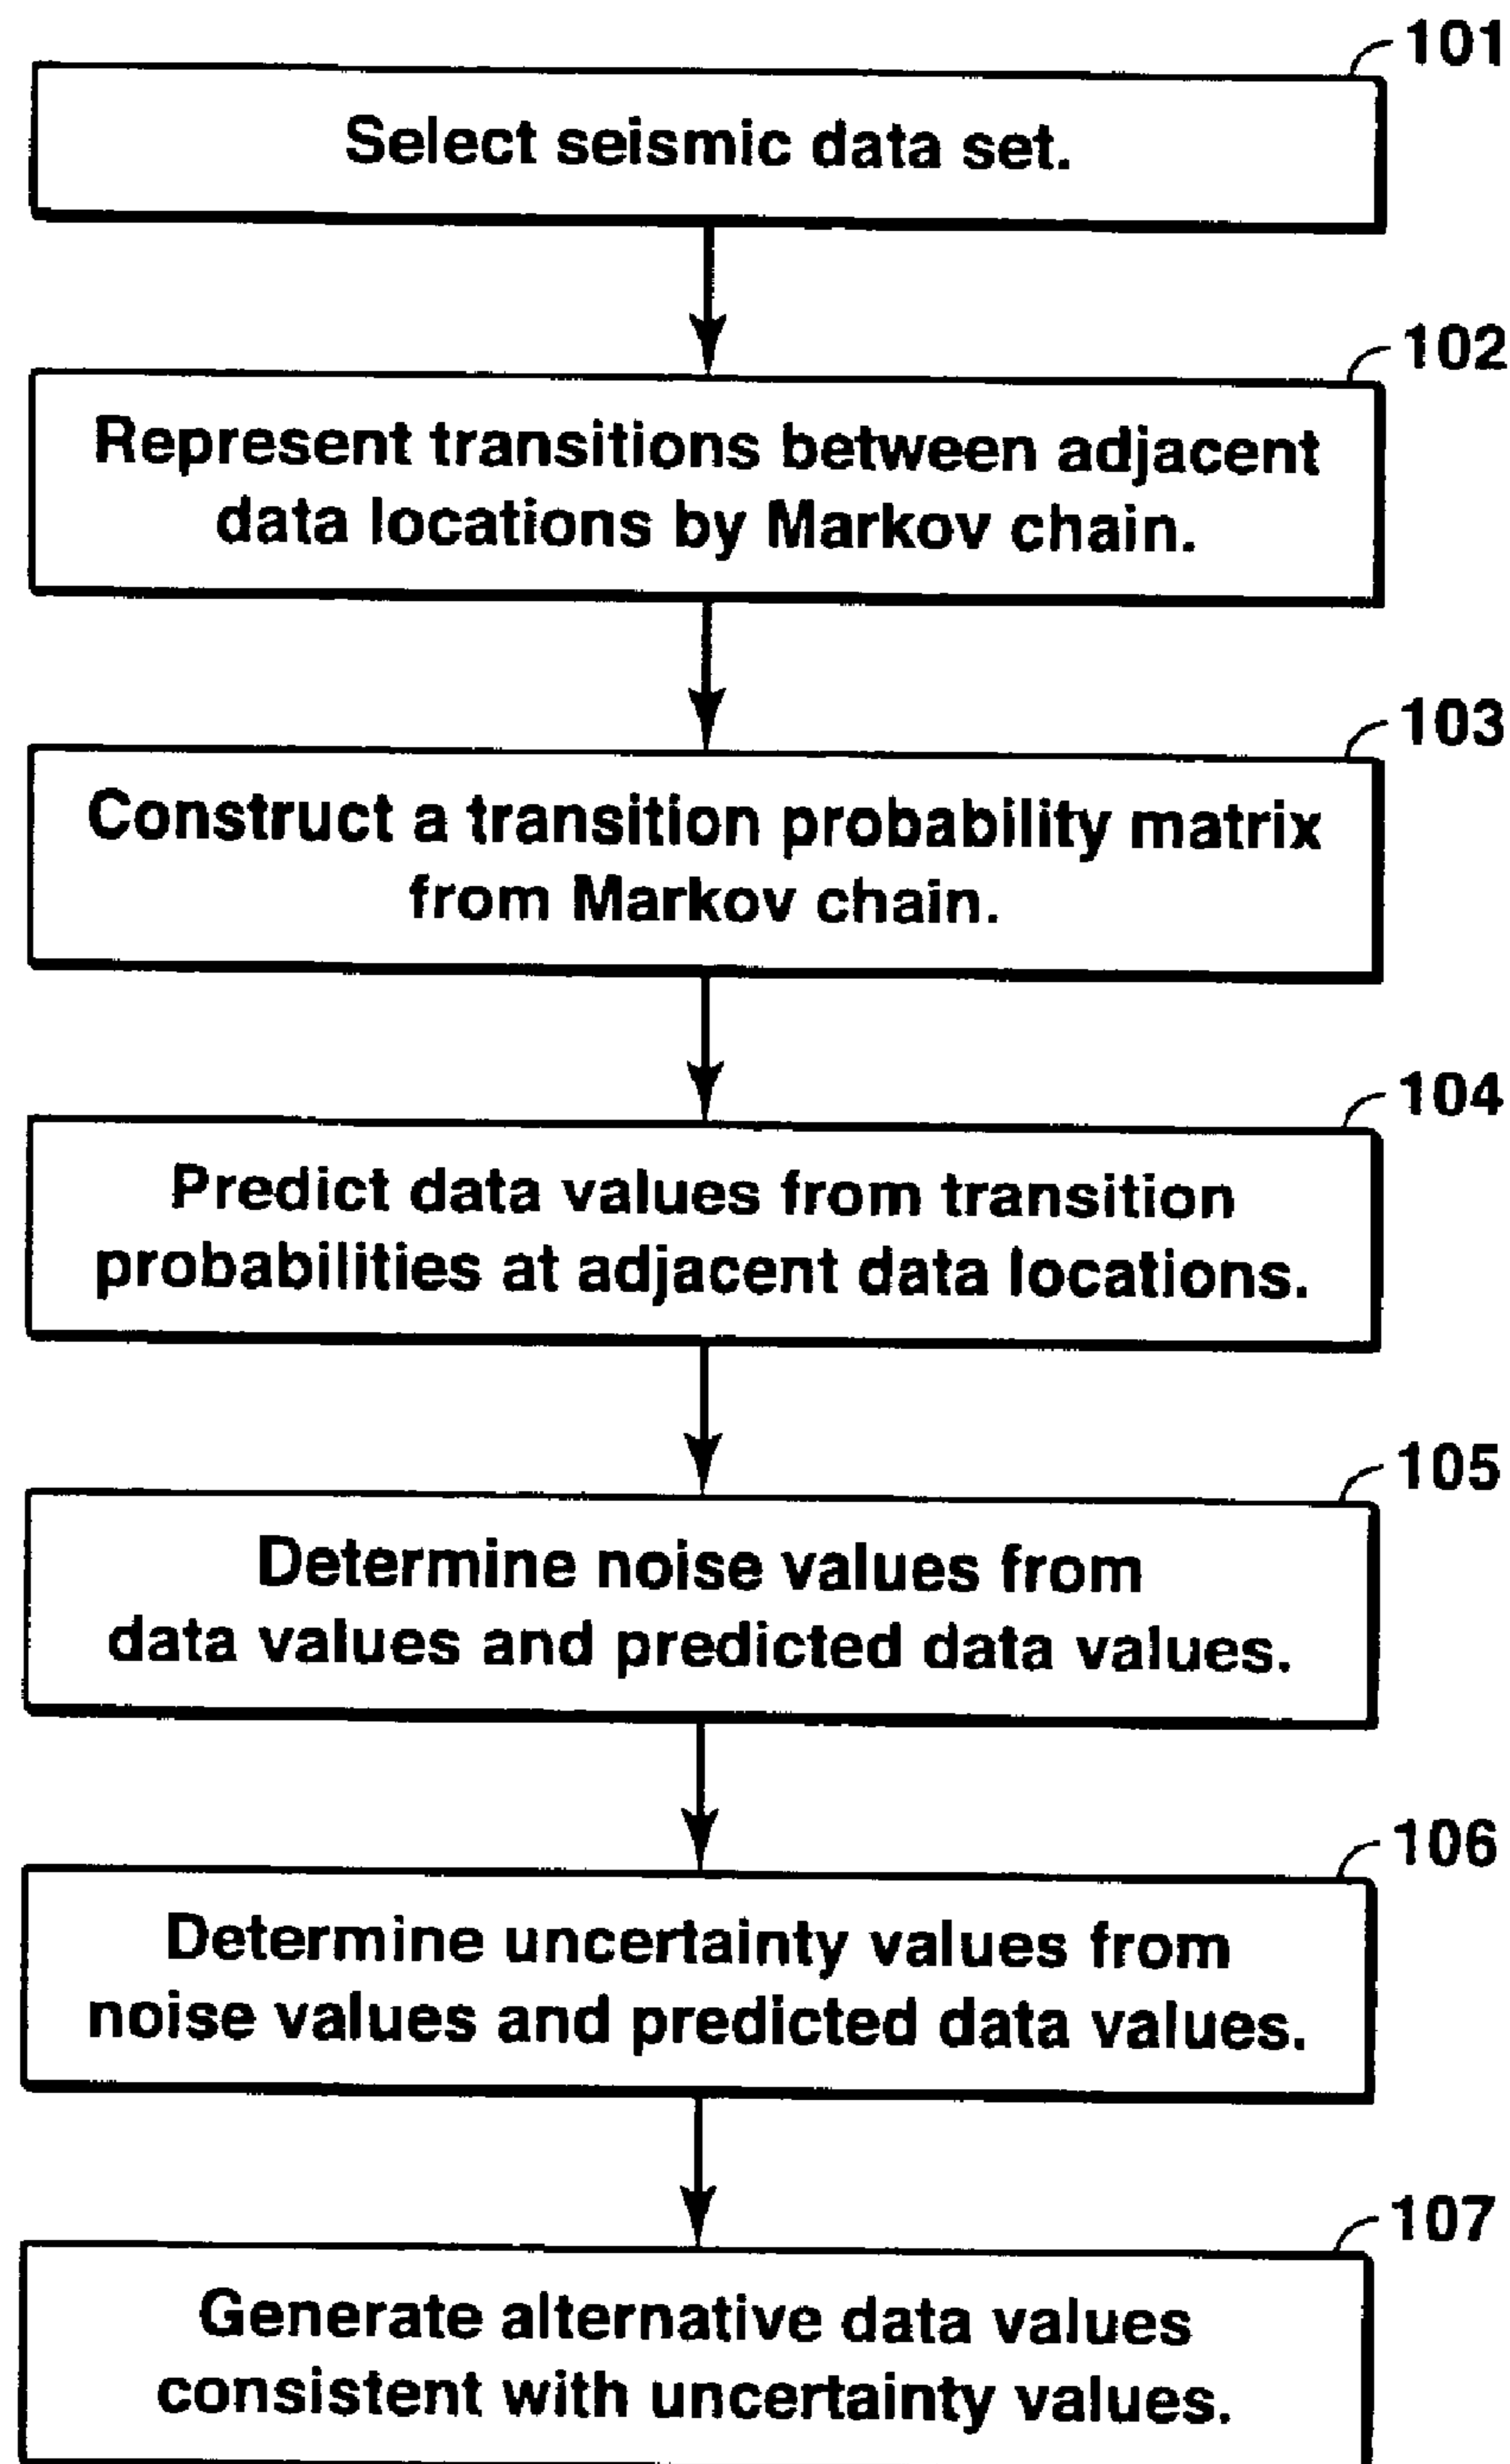 101
Select seismic data set.
102
Represent transitions between adjacent
data locations by Markov chain.
103
Construct a transition probability matrix
from Markov chain.
104
Predict data values from transition
probabilities at adjacent data locations.
105
Determine noise values from
data values and predicted data values.
106
Determine uncertainty values from
noise values and predicted data values.
107
Generate alternative data values
consistent with uncertainty values.